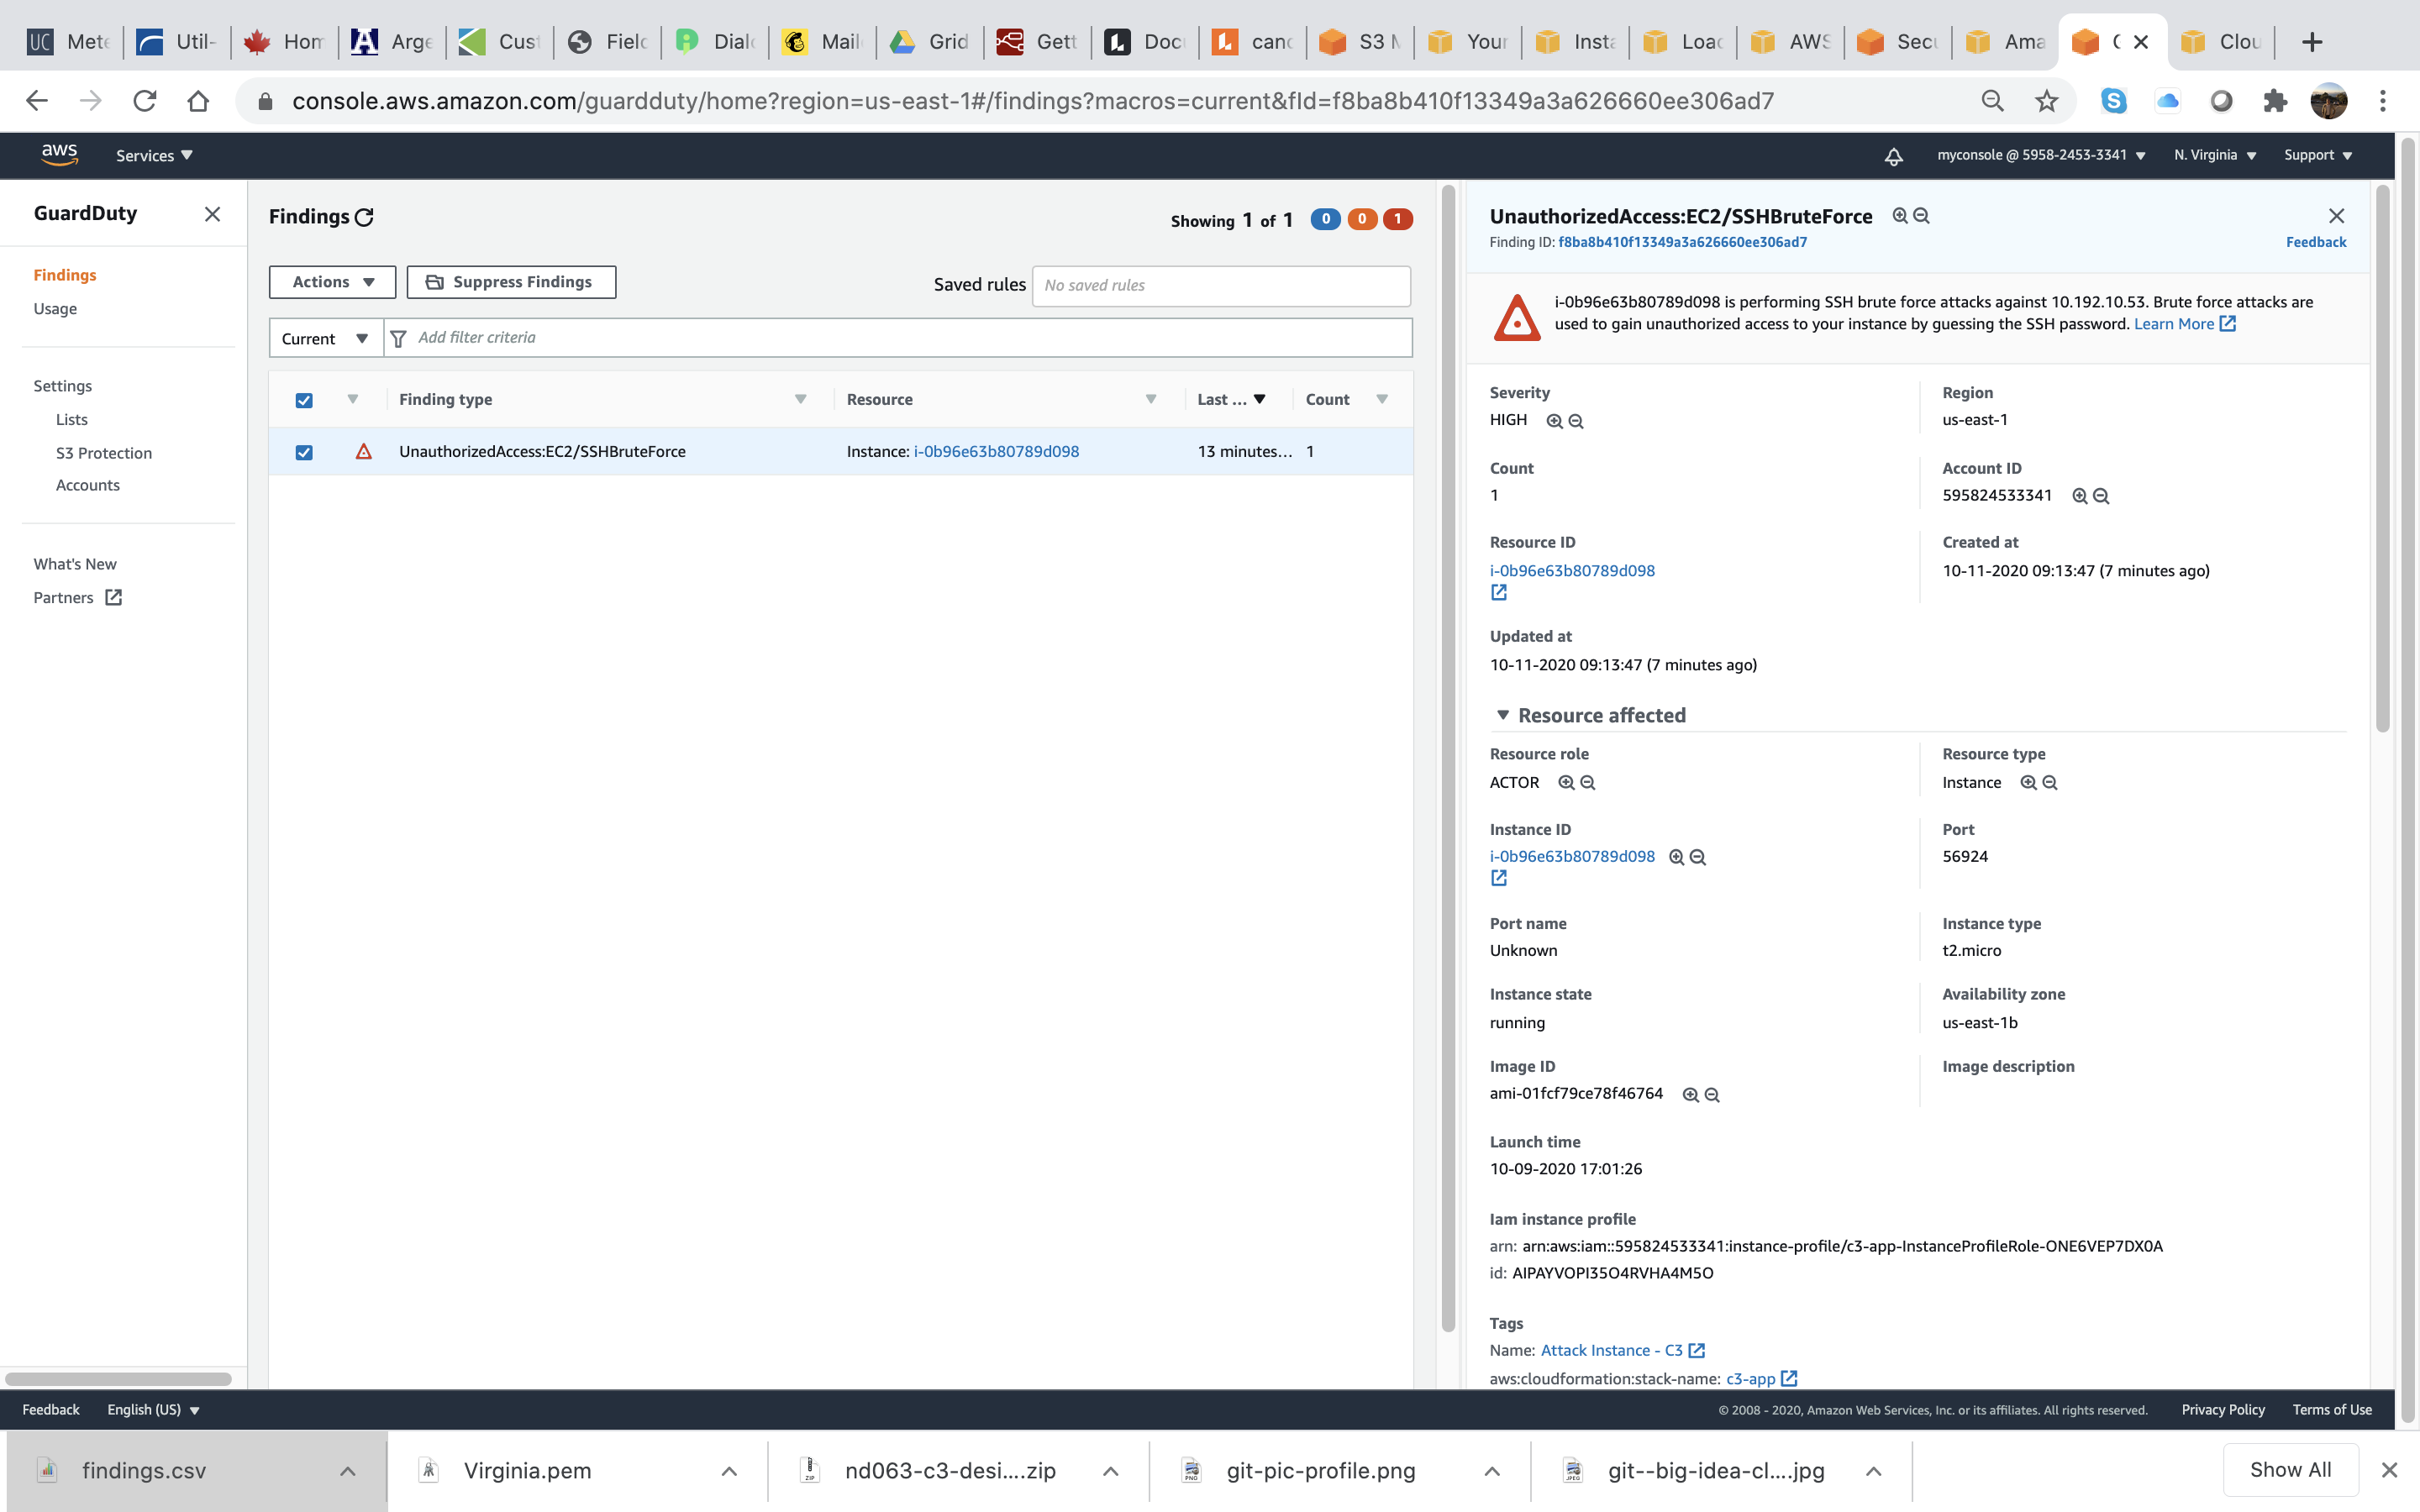 UC Mete
Util-
Hom
Arge
Cust
Field
Dialo
Mail
Grid
Gett
Docu
canc
S3 M
Your
Insta
Load
AWS
Secu
Ama
Clou
console.aws.amazon.com/guardduty/home?region=us-east-1#/findings?macros=current&fId=f8ba8b410f13349a3a626660ee306ad7
aws
Services
myconsole @ 5958-2453-3341
N. Virginia
Support
GuardDuty
Findings
Usage
Settings
Lists
S3 Protection
Accounts
What's New
Partners
Findings
Showing 1 of 1
0
0
1
Actions
Suppress Findings
Saved rules
No saved rules
Current
Add filter criteria
Finding type
Resource
Last ...
Count
UnauthorizedAccess:EC2/SSHBruteForce
Instance: i-0b96e63b80789d098
13 minutes...
1
UnauthorizedAccess:EC2/SSHBruteForce
Finding ID: f8ba8b410f13349a3a626660ee306ad7
Feedback
i-0b96e63b80789d098 is performing SSH brute force attacks against 10.192.10.53. Brute force attacks are
used to gain unauthorized access to your instance by guessing the SSH password. Learn More
Severity
HIGH
Region
us-east-1
Count
1
Account ID
595824533341
Resource ID
i-0b96e63b80789d098
Created at
10-11-2020 09:13:47 (7 minutes ago)
Updated at
10-11-2020 09:13:47 (7 minutes ago)
Resource affected
Resource role
ACTOR
Resource type
Instance
Instance ID
i-0b96e63b80789d098
Port
56924
Port name
Unknown
Instance type
t2.micro
Instance state
running
Availability zone
us-east-1b
Image ID
ami-01fcf79ce78f46764
Image description
Launch time
10-09-2020 17:01:26
Iam instance profile
arn: arn:aws:iam::595824533341:instance-profile/c3-app-InstanceProfileRole-ONE6VEP7DX0A
id: AIPAYVOPI35O4RVHA4M5O
Tags
Name: Attack Instance - C3
aws:cloudformation:stack-name: c3-app
Feedback
English (US)
© 2008 - 2020, Amazon Web Services, Inc. or its affiliates. All rights reserved.
Privacy Policy
Terms of Use
findings.csv
Virginia.pem
nd063-c3-desi....zip
git-pic-profile.png
git--big-idea-cl....jpg
Show All